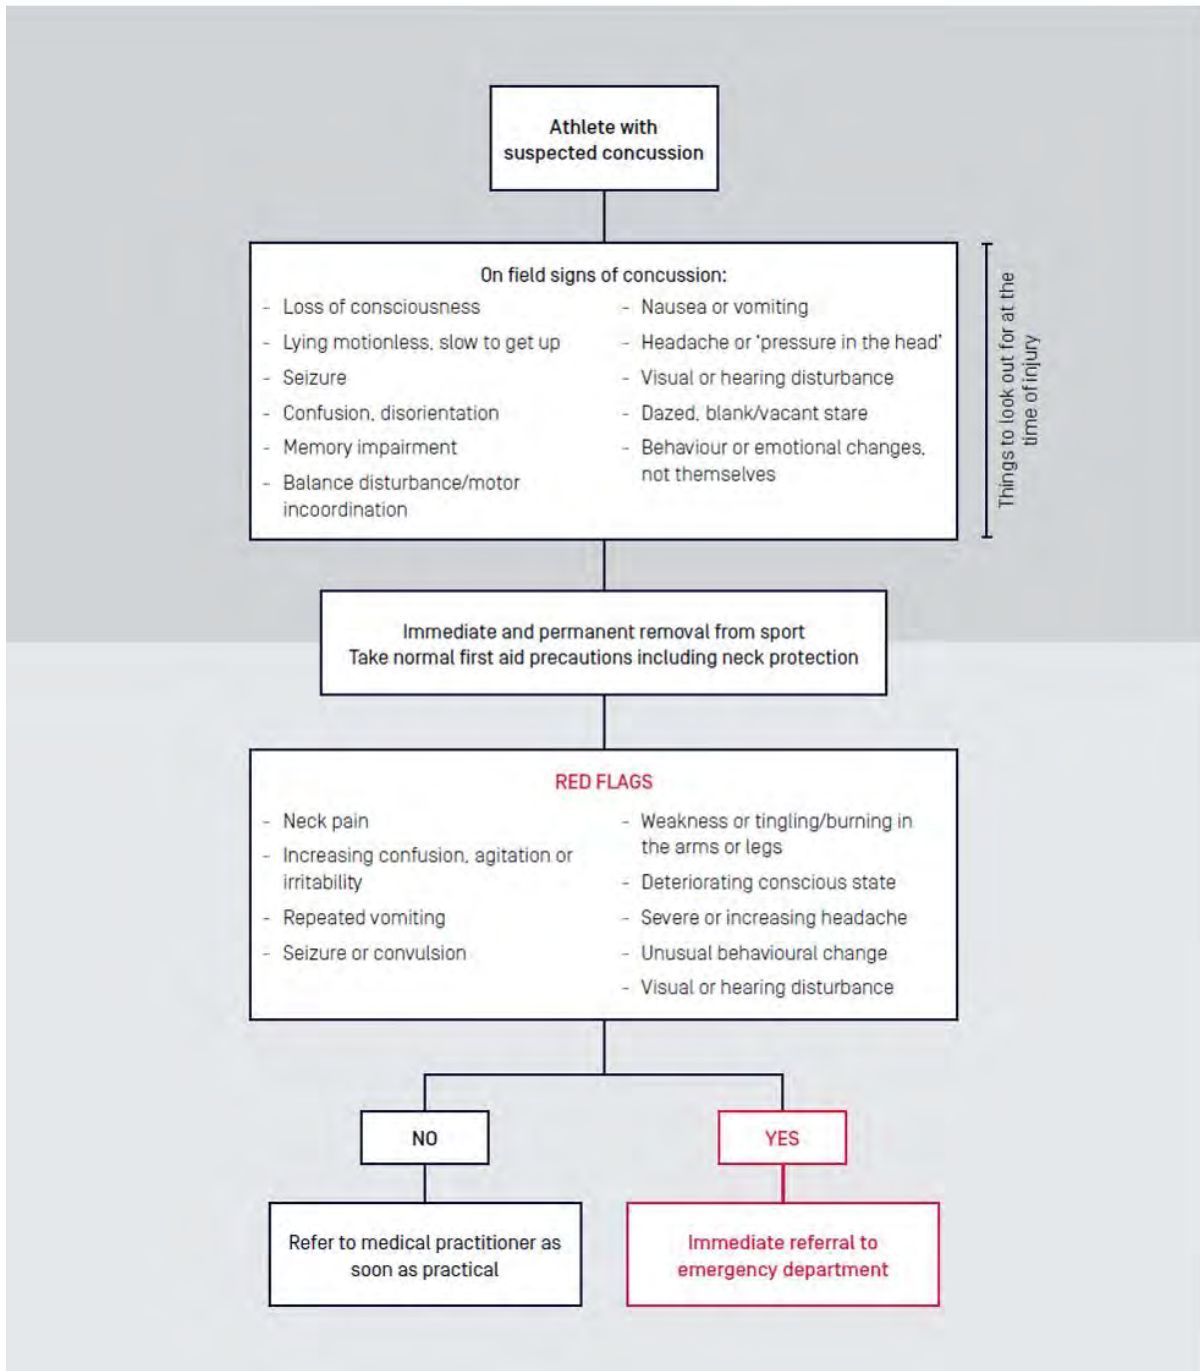 Athlete with
suspected concussion
On field signs of concussion:
- Loss of consciousness
- Lying motionless, slow to get up
- Seizure
- Confusion, disorientation
- Memory impairment
- Balance disturbance/motor
incoordination
- Nausea or vomiting
- Headache or ‘pressure in the head’
- Visual or hearing disturbance
- Dazed, blank/vacant stare
- Behaviour or emotional changes,
not themselves
Things to look out for at the
time of injury
Immediate and permanent removal from sport
Take normal first aid precautions including neck protection
RED FLAGS
- Neck pain
- Increasing confusion, agitation or
irritability
- Repeated vomiting
- Seizure or convulsion
- Weakness or tingling/burning in
the arms or legs
- Deteriorating conscious state
- Severe or increasing headache
- Unusual behavioural change
- Visual or hearing disturbance
NO
YES
Refer to medical practitioner as
soon as practical
Immediate referral to
emergency department